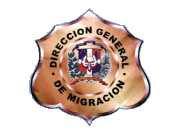 DIRECCION GENERAL
DE MIGRACION